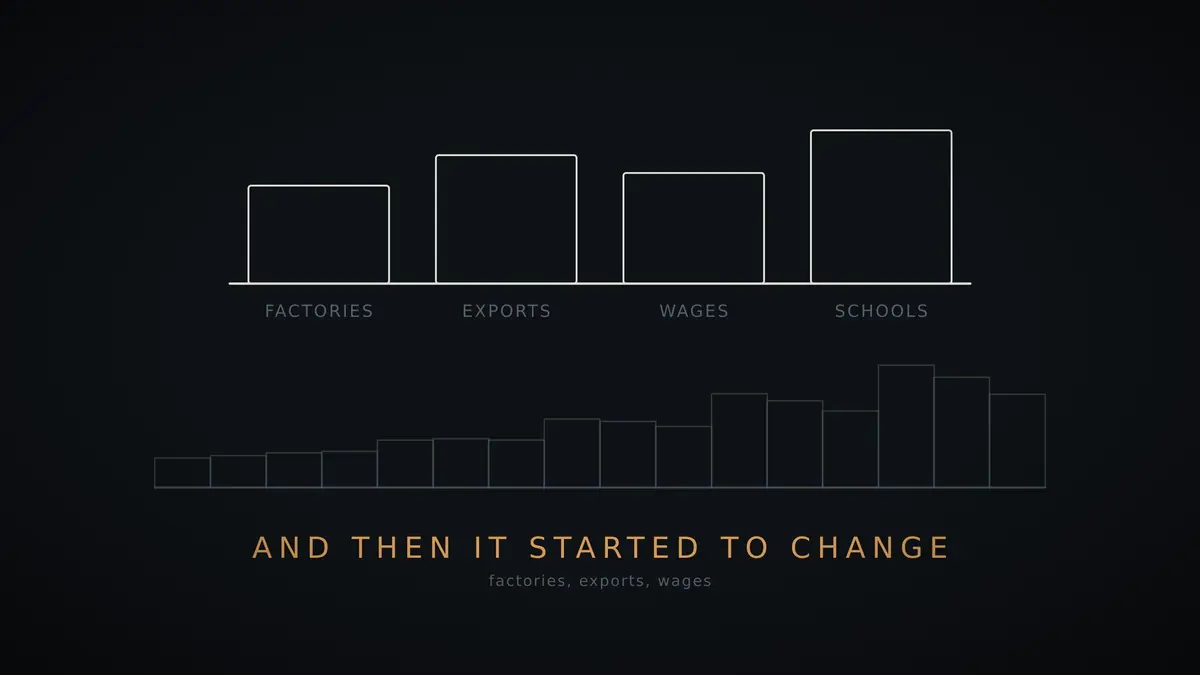 FACTORIES EXPORTS WAGES SCHOOLS
AND THEN IT STARTED TO CHANGE
factories, exports, wages